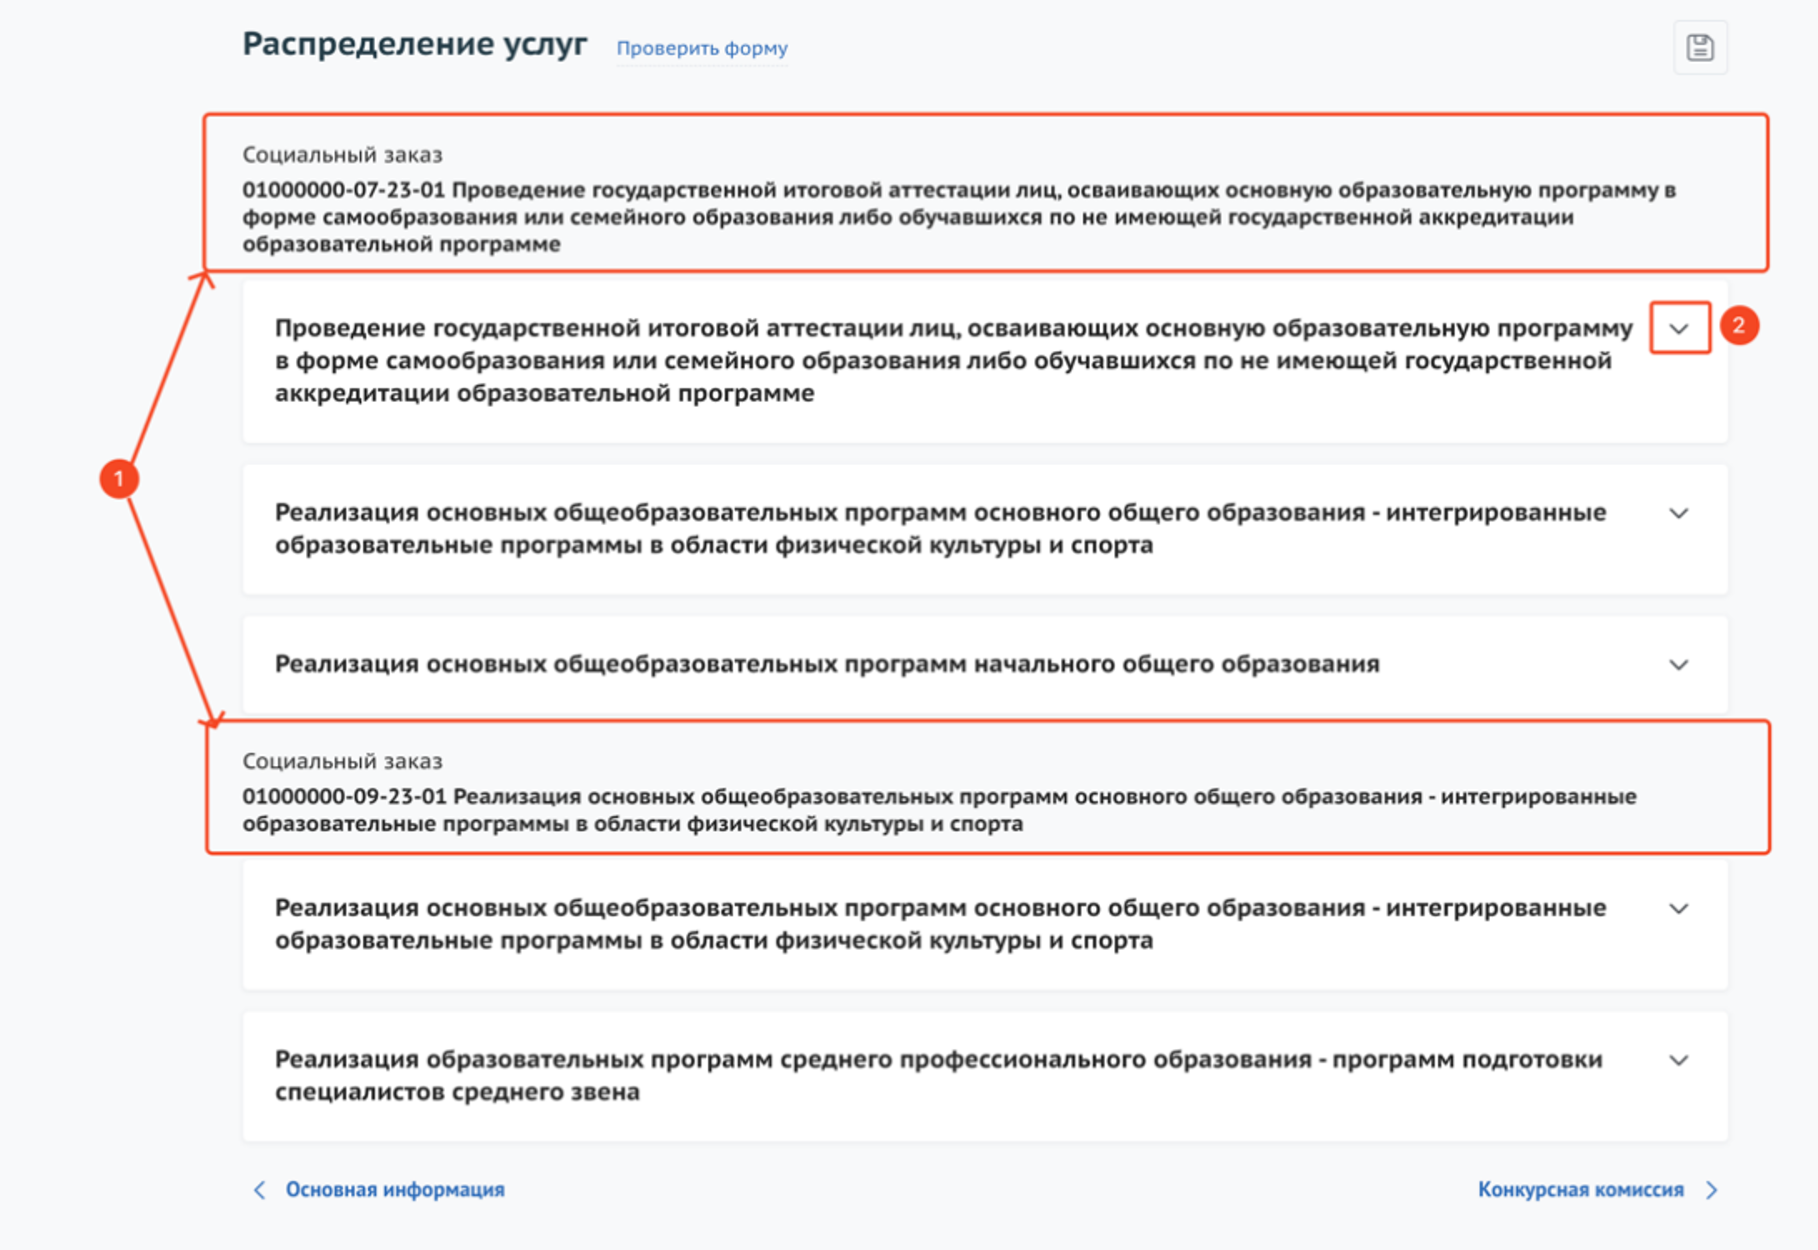 Распределение услуг Проверить форму
Социальный заказ
01000000-07-23-01 Проведение государственной итоговой аттестации лиц, осваивающих основную образовательную программу в
форме самообразования или семейного образования либо обучавшихся по не имеющей государственной аккредитации
образовательной программе
Проведение государственной итоговой аттестации лиц, осваивающих основную образовательную программу
в форме самообразования или семейного образования либо обучавшихся по не имеющей государственной
аккредитации образовательной программе
2
1
Реализация основных общеобразовательных программ основного общего образования - интегрированные
образовательные программы в области физической культуры и спорта
Реализация основных общеобразовательных программ начального общего образования
Социальный заказ
01000000-09-23-01 Реализация основных общеобразовательных программ основного общего образования - интегрированные
образовательные программы в области физической культуры и спорта
Реализация основных общеобразовательных программ основного общего образования - интегрированные
образовательные программы в области физической культуры и спорта
Реализация образовательных программ среднего профессионального образования - программ подготовки
специалистов среднего звена
Основная информация
Конкурсная комиссия